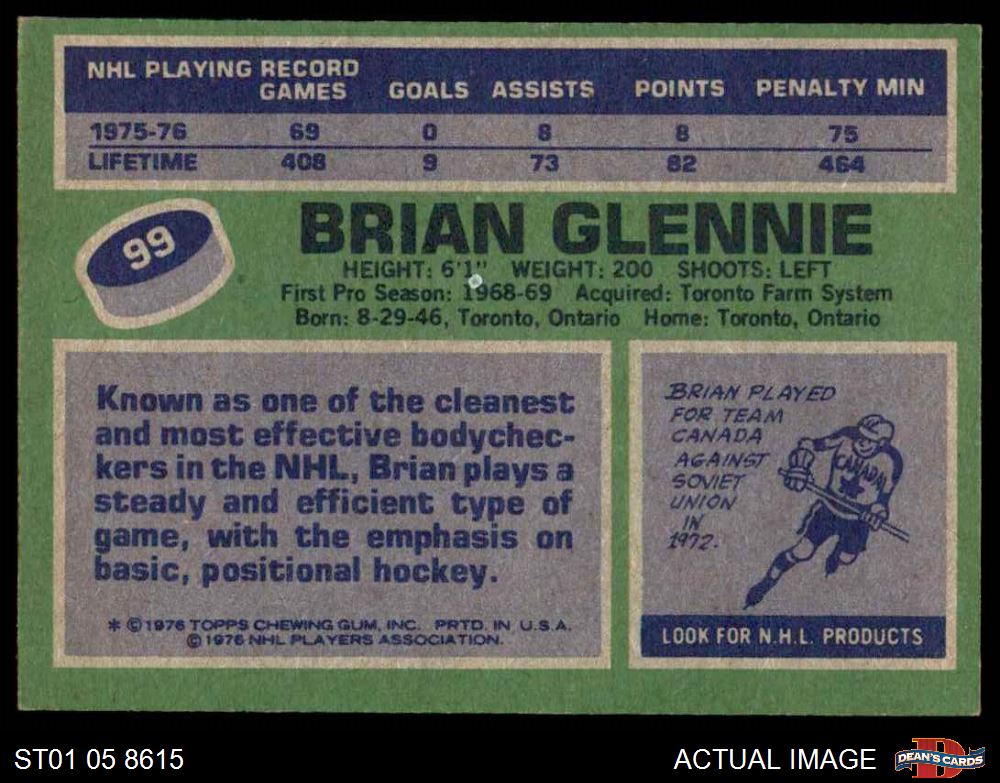 NHL PLAYING RECORD
GAMES GOALS ASSISTS POINTS PENALTY MIN
1975-76 69 0 8 8 75
LIFETIME 408 9 73 82 464
99
BRIAN GLENNIE
HEIGHT: 6'1" WEIGHT: 200 SHOOTS: LEFT
First Pro Season: 1968-69 Acquired: Toronto Farm System
Born: 8-29-46, Toronto, Ontario Home: Toronto, Ontario
Known as one of the cleanest
and most effective bodychec-
kers in the NHL, Brian plays a
steady and efficient type of
game, with the emphasis on
basic, positional hockey.
* © 1976 TOPPS CHEWING GUM, INC. PRTD. IN U.S.A.
© 1976 NHL PLAYERS ASSOCIATION.
BRIAN PLAYED
FOR TEAM
CANADA
AGAINST
SOVIET
UNION
IN
1972.
CANADA
LOOK FOR N.H.L. PRODUCTS
ST01 05 8615
ACTUAL IMAGE
D
DEAN'S CARDS